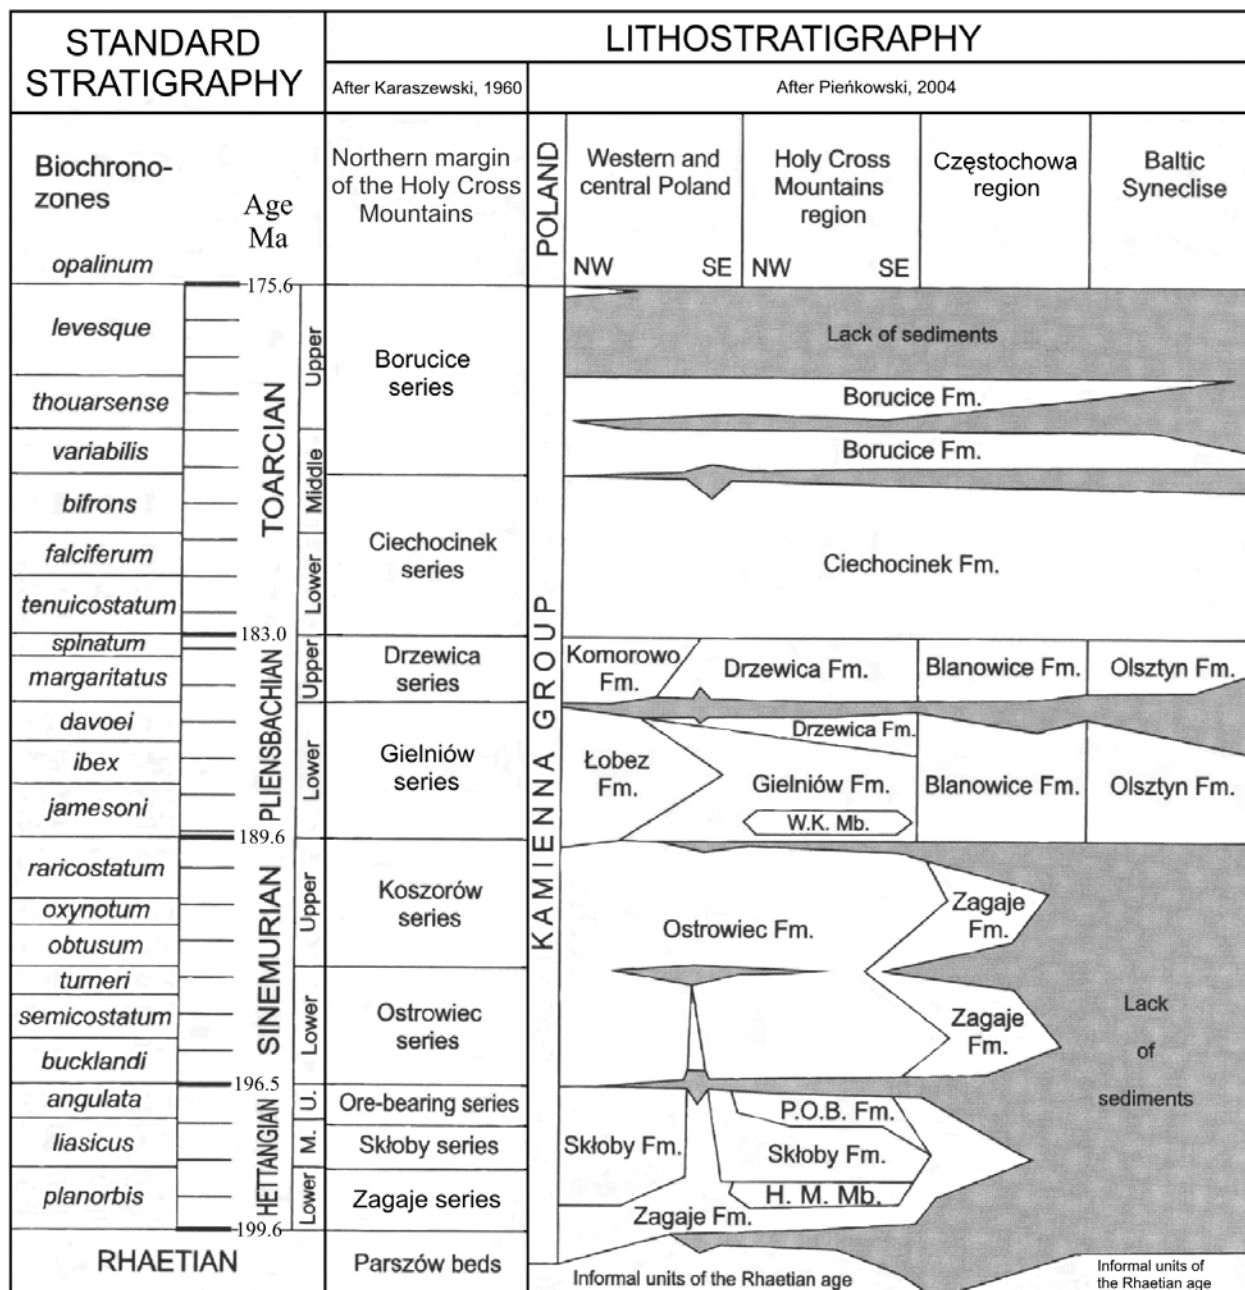 STANDARD
STRATIGRAPHY
LITHOSTRATIGRAPHY
After Karaszewski, 1960
After Pieńkowski, 2004
Biochrono-
zones
Age
Ma
Northern margin
of the Holy Cross
Mountains
POLAND
Western and
central Poland
NW SE
Holy Cross
Mountains
region
NW SE
Częstochowa
region
Baltic
Syneclise
opalinum
levesque
thouarsense
variabilis
bifrons
falciferum
tenuicostatum
spinatum
margaritatus
davoei
ibex
jamesoni
raricostatum
oxynotum
obtusum
turneri
semicostatum
bucklandi
angulata
liasicus
planorbis
RHAETIAN
175.6
183.0
189.6
196.5
199.6
TOARCIAN
PLIENSBACHIAN
SINEMURIAN
HETTANGIAN
Upper
Middle
Lower
Upper
Lower
Upper
Lower
U.
M.
Lower
Borucice
series
Ciechocinek
series
Drzewica
series
Gielniów
series
Koszorów
series
Ostrowiec
series
Ore-bearing series
Skłoby series
Zagaje series
Parszów beds
KAMIENNA GROUP
Lack of sediments
Borucice Fm.
Borucice Fm.
Ciechocinek Fm.
Komorowo
Fm.
Drzewica Fm.
Blanowice Fm.
Olsztyn Fm.
Drzewica Fm.
Łobez
Fm.
Gielniów Fm.
Blanowice Fm.
Olsztyn Fm.
W.K. Mb.
Ostrowiec Fm.
Zagaje
Fm.
Zagaje
Fm.
Lack
of
sediments
P.O.B. Fm.
Skłoby Fm.
Skłoby Fm.
H. M. Mb.
Zagaje Fm.
Informal units of the Rhaetian age
Informal units of
the Rhaetian age